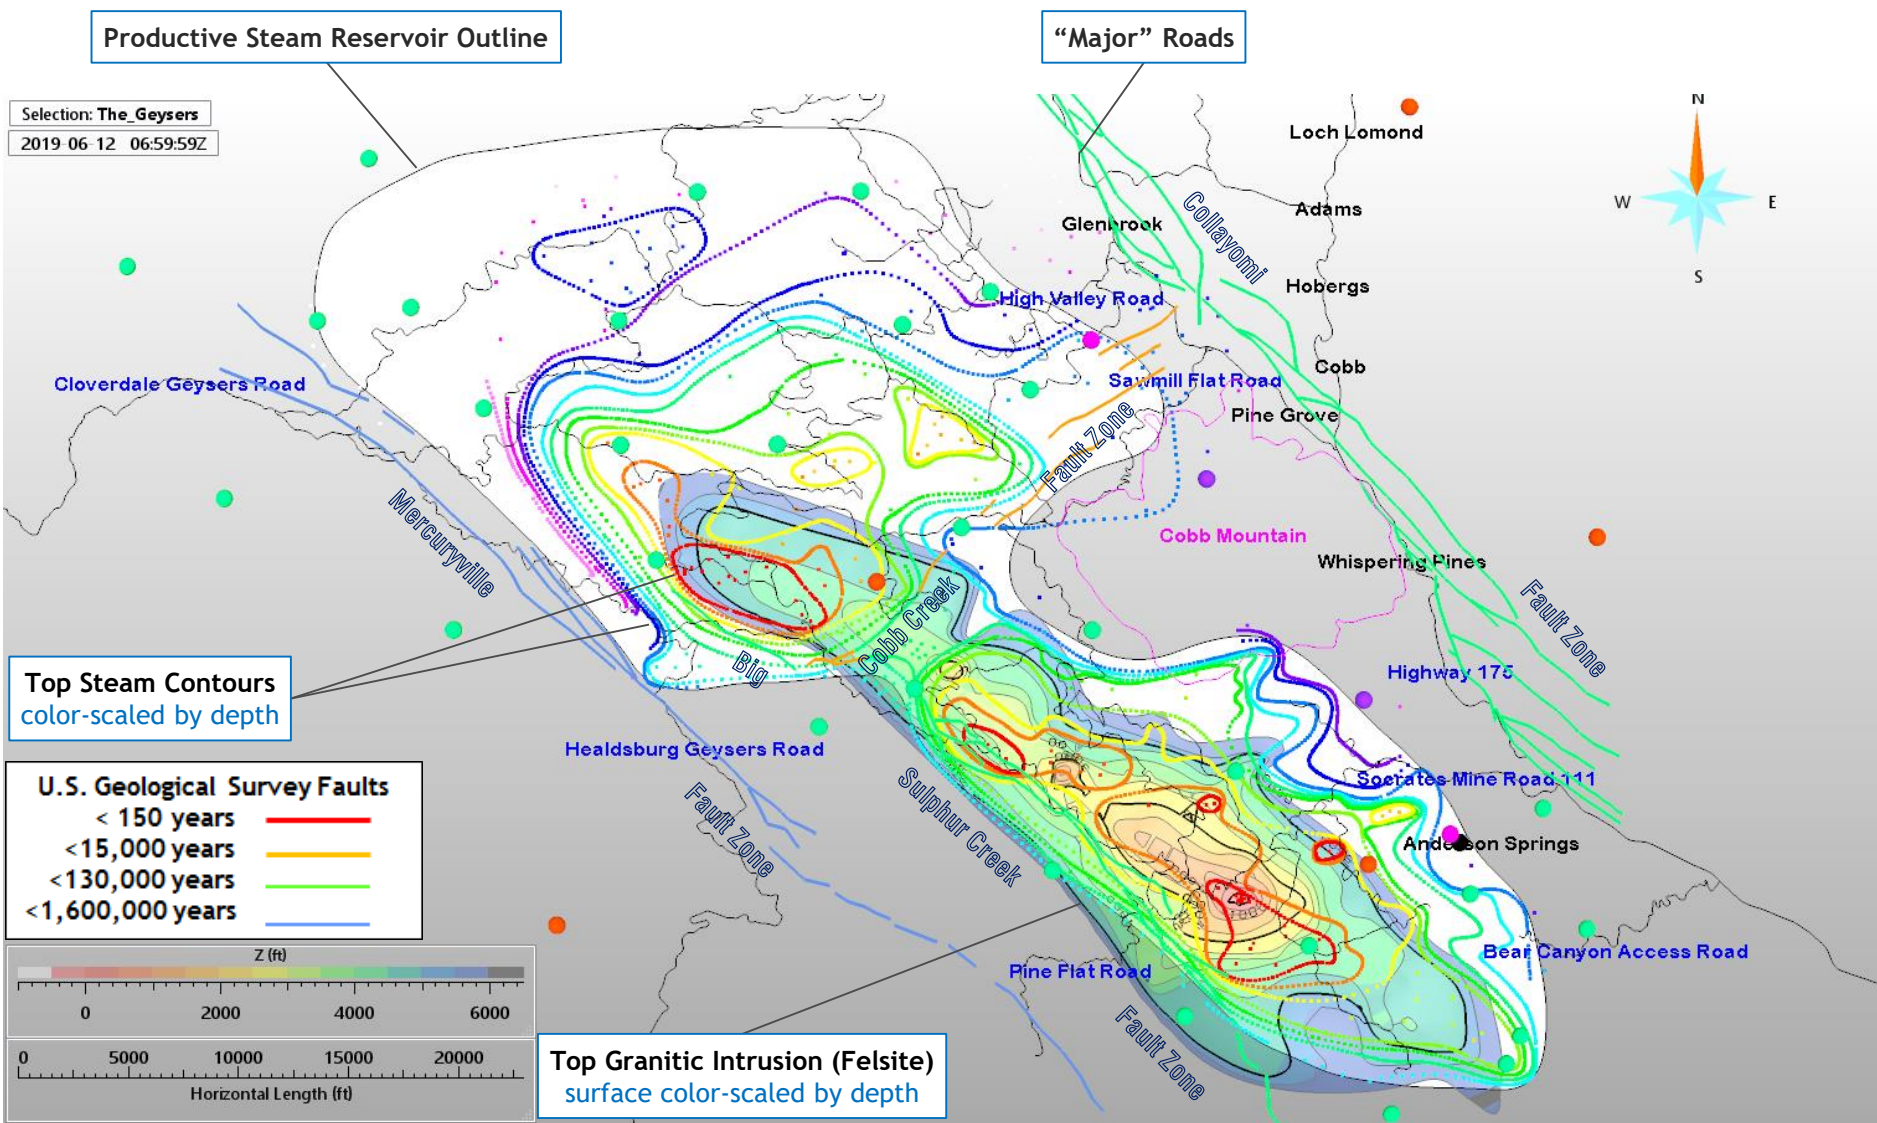 Productive Steam Reservoir Outline
“Major” Roads
Selection: The_Geysers
2019-06-12 06:59:59Z
N
W
E
S
Loch Lomond
Adams
Glenbrook
Collayomi
Hobergs
High Valley Road
Cobb
Cloverdale Geysers Road
Sawmill Flat Road
Pine Grove
Fault Zone
Mercuryville
Cobb Mountain
Whispering Pines
Fault Zone
Big
Cobb Creek
Highway 175
Top Steam Contours
color-scaled by depth
Healdsburg Geysers Road
Socrates Mine Road 111
Sulphur Creek
Fault Zone
Anderson Springs
U.S. Geological Survey Faults
< 150 years
<15,000 years
<130,000 years
<1,600,000 years
Bear Canyon Access Road
Pine Flat Road
Fault Zone
Z (ft)
0 2000 4000 6000
0 5000 10000 15000 20000
Horizontal Length (ft)
Top Granitic Intrusion (Felsite)
surface color-scaled by depth